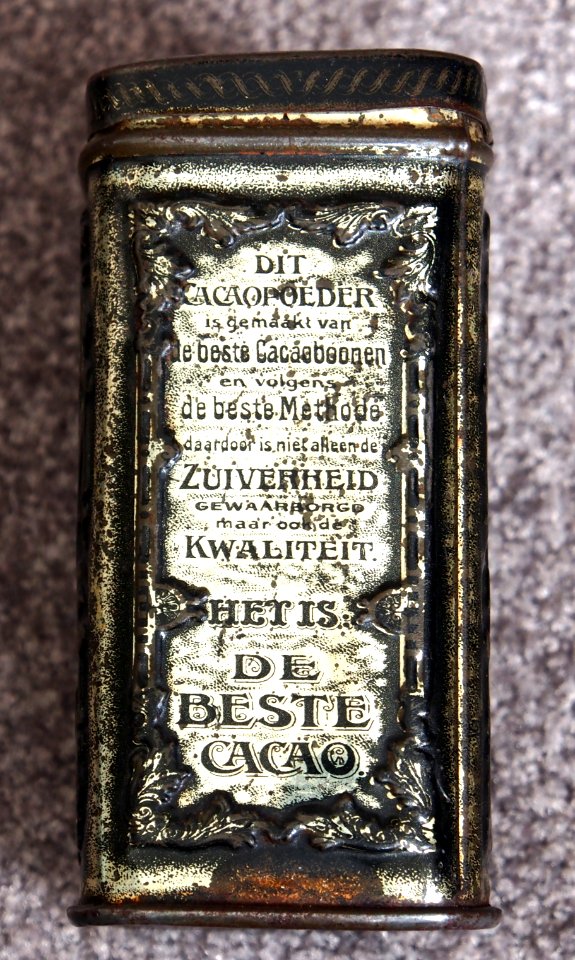 DIT
CACAOPOEDER
is gemaakt van
de beste Cacaoboonen
en volgens
de beste Methode
daardoor is niet alleen de
ZUIVERHEID
GEWAARBORGD
maar ook de
KWALITEIT.
HET IS:
DE
BESTE
CACAO.